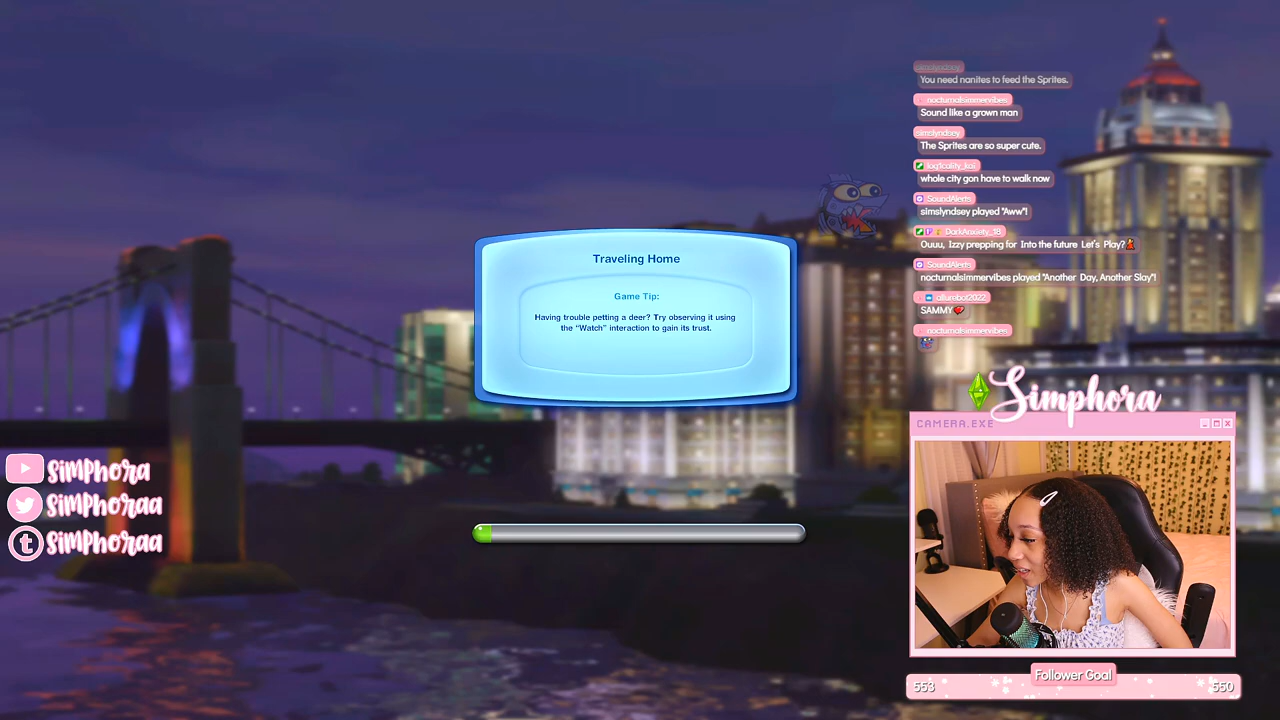 You need nanites to feed the Sprites.
nocturnalsimmervibes
Sound like a grown man
simslyndsey
The Sprites are so super cute.
whole city gon have to walk now
SoundAlerts
simslyndsey played "Aww"!
DarkAnxiety_18
Ouuu, Izzy prepping for Into the future Let's Play?
SoundAlerts
nocturnalsimmervibes played "Another Day, Another Slay"!
allurebot2022
SAMMY
nocturnalsimmervibes
Traveling Home
Game Tip:
Having trouble petting a deer? Try observing it using
the "Watch" interaction to gain its trust.
Simphora
CAMERA.EXE
SimPhora
SimPhoraa
SimPhoraa
Follower Goal
553
550